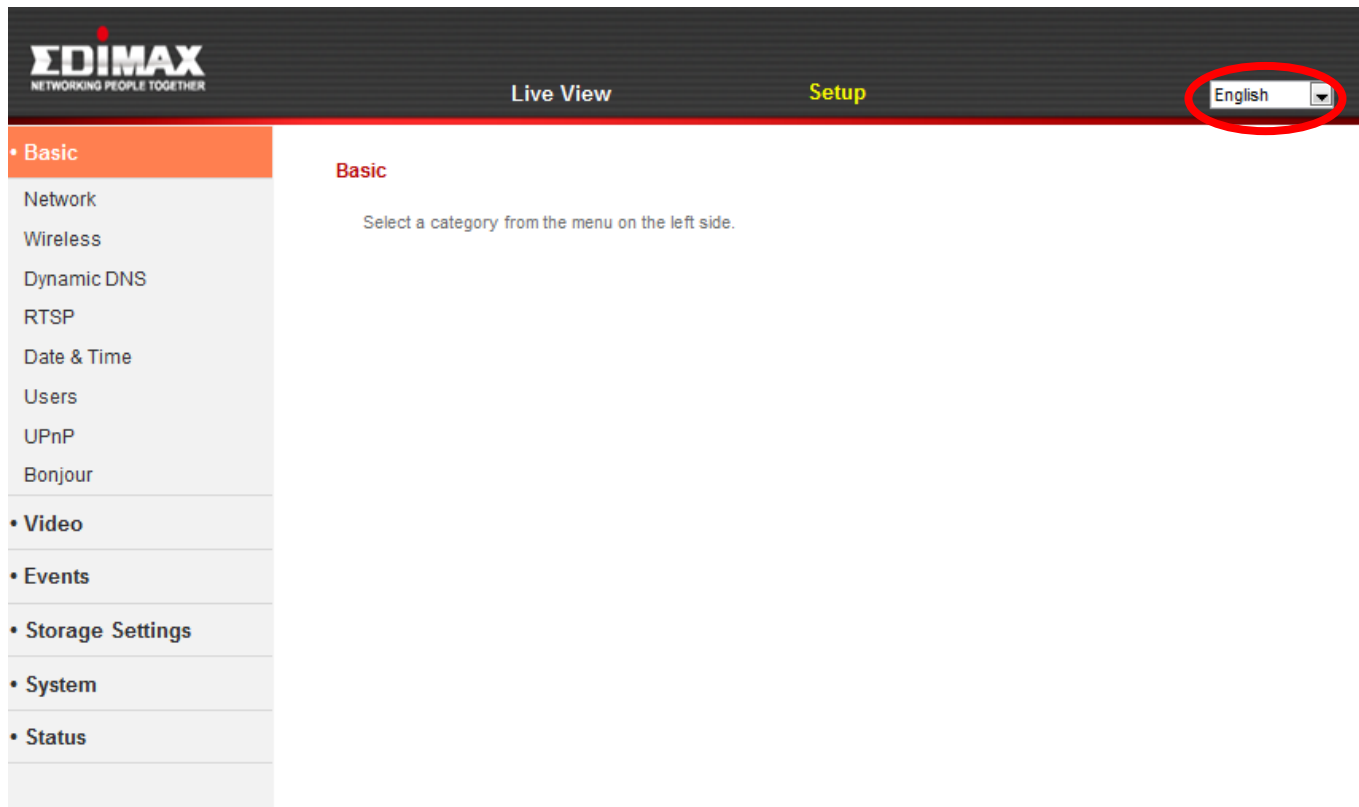 EDIMAX
NETWORKING PEOPLE TOGETHER
Live View
Setup
English
• Basic
Network
Wireless
Dynamic DNS
RTSP
Date & Time
Users
UPnP
Bonjour
• Video
• Events
• Storage Settings
• System
• Status
Basic
Select a category from the menu on the left side.